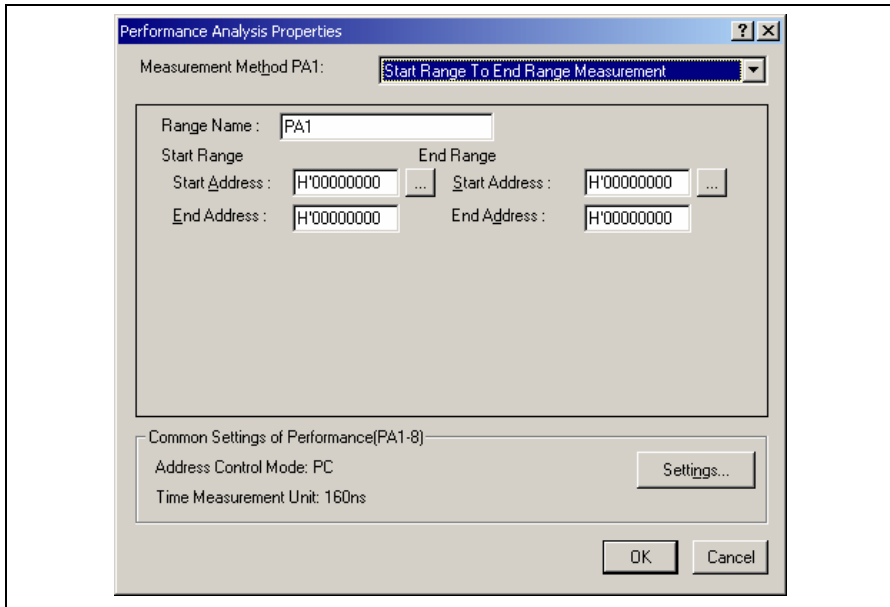 Performance Analysis Properties
Measurement Method PA1: Start Range To End Range Measurement
Range Name : PA1
Start Range End Range
Start Address : H'00000000 ... Start Address : H'00000000 ...
End Address : H'00000000 End Address : H'00000000
Common Settings of Performance(PA1-8)
Address Control Mode: PC
Settings...
Time Measurement Unit: 160ns
OK Cancel